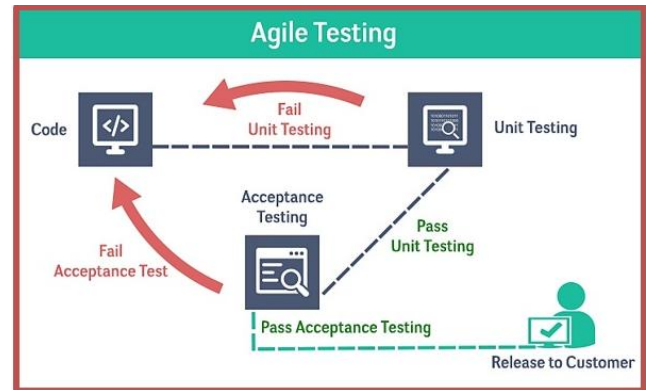 Agile Testing
Code
</>
Fail
Unit Testing
Unit Testing
Acceptance
Testing
Pass
Unit Testing
Fail
Acceptance Test
Pass Acceptance Testing
Release to Customer